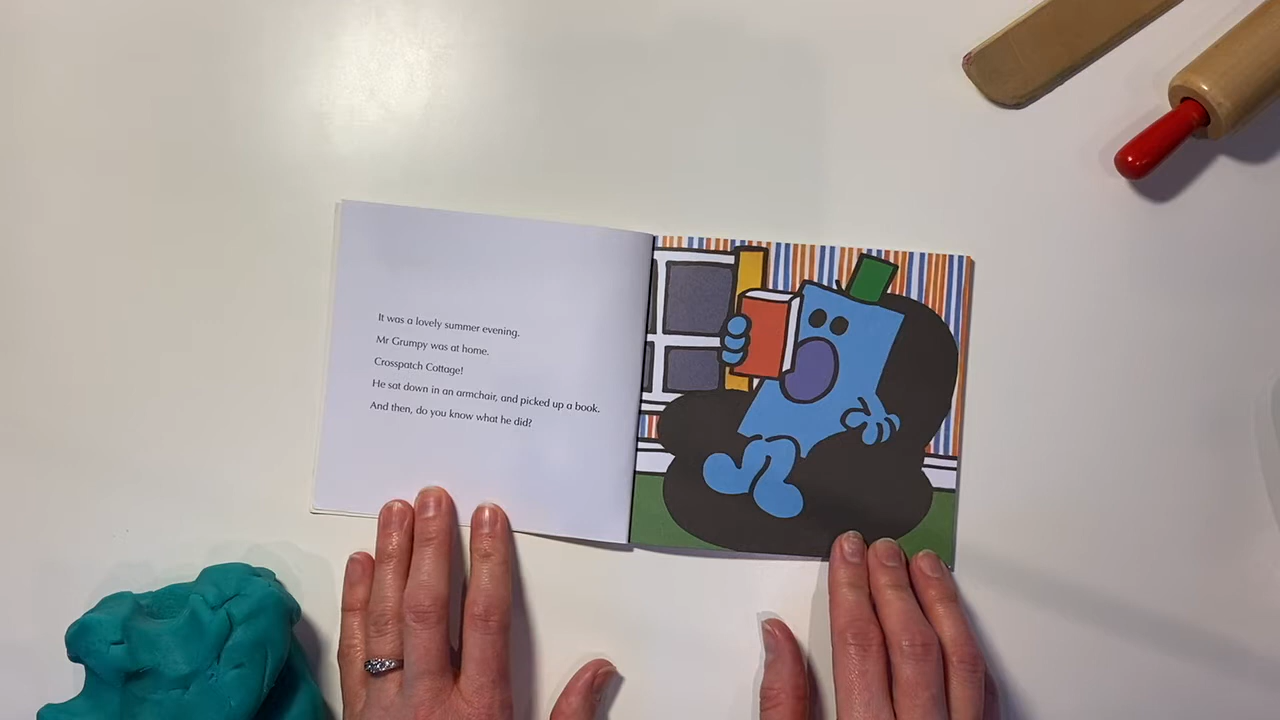 It was a lovely summer evening.
Mr Grumpy was at home.
Crosspatch Cottage!
He sat down in an armchair, and picked up a book.
And then, do you know what he did?